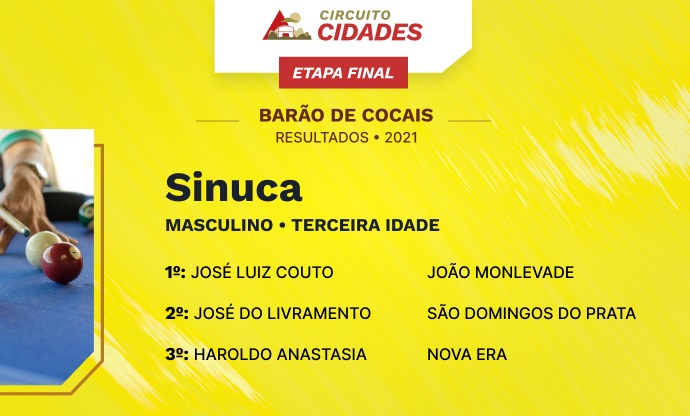 CIRCUITO
CIDADES
ETAPA FINAL
BARÃO DE COCAIS
RESULTADOS • 2021
Sinuca
MASCULINO • TERCEIRA IDADE
1º: JOSÉ LUIZ COUTO JOÃO MONLEVADE
2º: JOSÉ DO LIVRAMENTO SÃO DOMINGOS DO PRATA
3º: HAROLDO ANASTASIA NOVA ERA